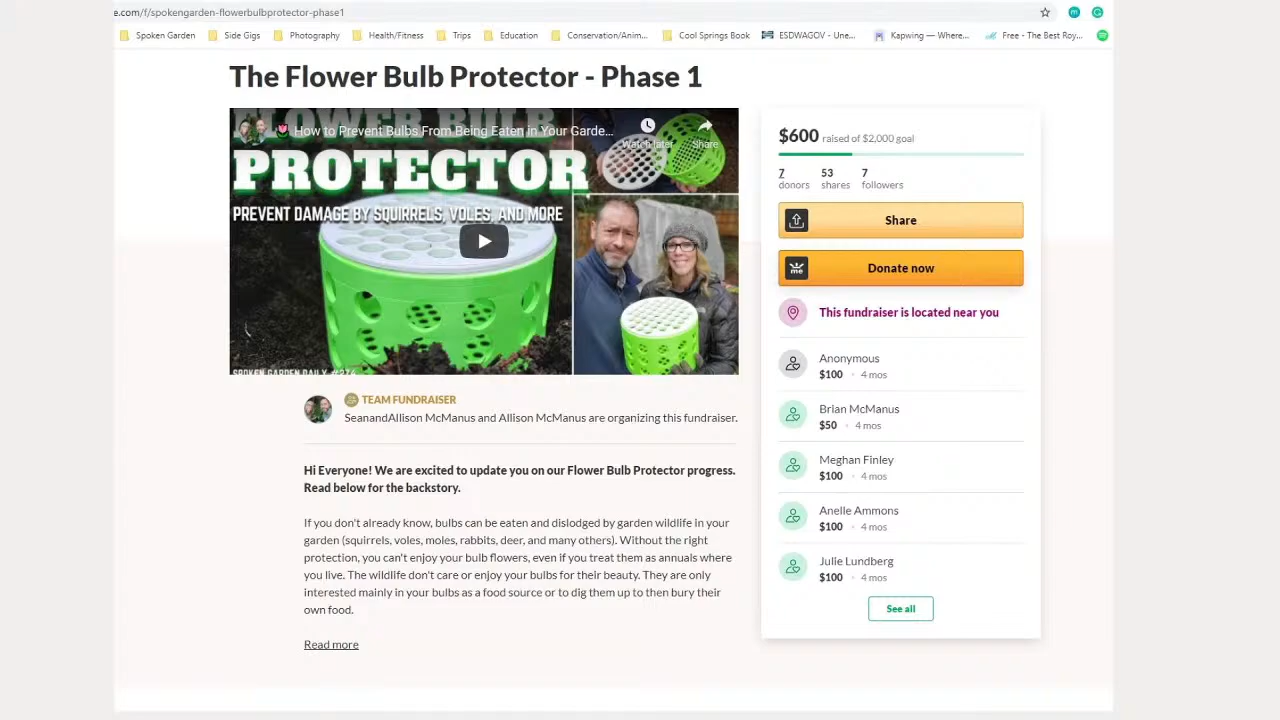 e.com/f/spokengarden-flowerbulbprotector-phase1
Spoken Garden
Side Gigs
Photography
Health/Fitness
Trips
Education
Conservation/Anim...
Cool Springs Book
ESDWAGOV - Une...
Kapwing — Where...
Free - The Best Roy...
The Flower Bulb Protector - Phase 1
FLOWER BULB
How to Prevent Bulbs From Being Eaten in Your Garde...
Watch later
Share
PROTECTOR
PREVENT DAMAGE BY SQUIRRELS, VOLES, AND MORE
SPOKEN GARDEN DAILY #274
TEAM FUNDRAISER
SeanandAllison McManus and Allison McManus are organizing this fundraiser.
Hi Everyone! We are excited to update you on our Flower Bulb Protector progress.
Read below for the backstory.
If you don't already know, bulbs can be eaten and dislodged by garden wildlife in your
garden (squirrels, voles, moles, rabbits, deer, and many others). Without the right
protection, you can't enjoy your bulb flowers, even if you treat them as annuals where
you live. The wildlife don't care or enjoy your bulbs for their beauty. They are only
interested mainly in your bulbs as a food source or to dig them up to then bury their
own food.
Read more
$600 raised of $2,000 goal
7 53 7
donors shares followers
Share
me
Donate now
This fundraiser is located near you
Anonymous
$100 • 4 mos
Brian McManus
$50 • 4 mos
Meghan Finley
$100 • 4 mos
Anelle Ammons
$100 • 4 mos
Julie Lundberg
$100 • 4 mos
See all